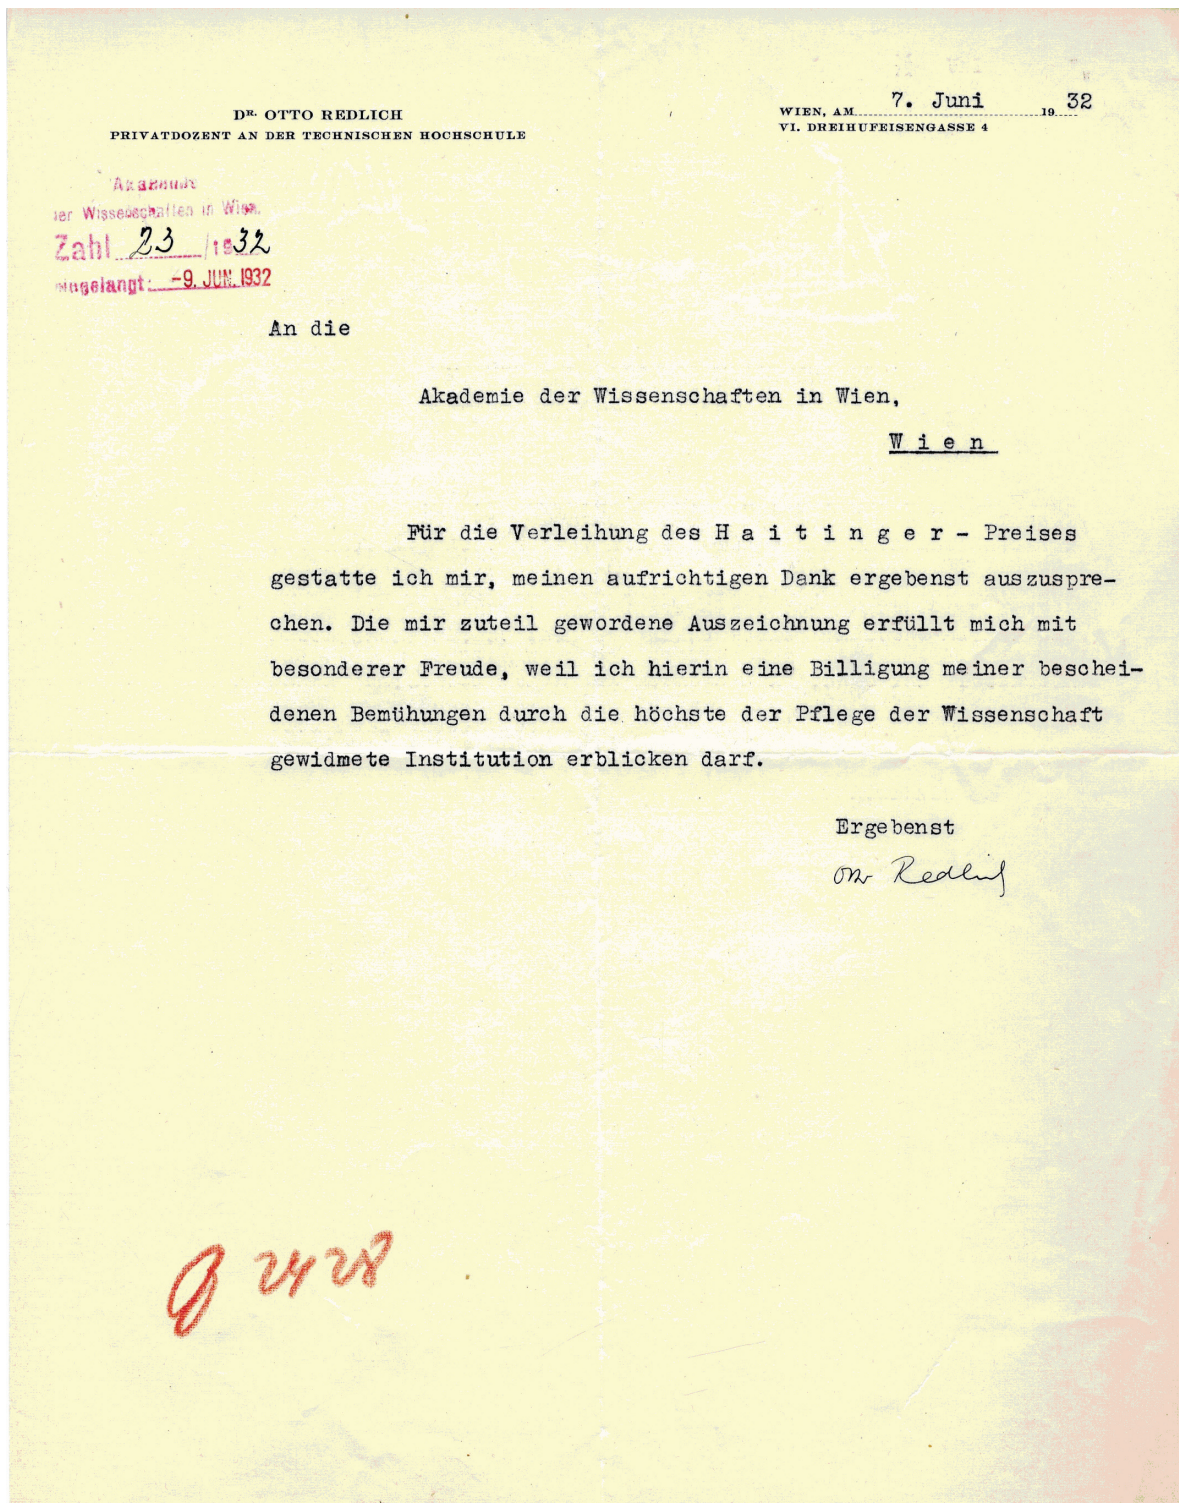 DR. OTTO REDLICH
PRIVATDOZENT AN DER TECHNISCHEN HOCHSCHULE
WIEN, AM 7. Juni 1932
VI. DREIHUFEISENGASSE 4
Akademie
der Wissenschaften in Wien.
Zahl 23 /1932
eingelangt: -9. JUN. 1932
An die
Akademie der Wissenschaften in Wien,
W i e n
Für die Verleihung des H a i t i n g e r - Preises
gestatte ich mir, meinen aufrichtigen Dank ergebenst auszuspre-
chen. Die mir zuteil gewordene Auszeichnung erfüllt mich mit
besonderer Freude, weil ich hierin eine Billigung meiner beschei-
denen Bemühungen durch die höchste der Pflege der Wissenschaft
gewidmete Institution erblicken darf.
Ergebenst
Otto Redlich
2428